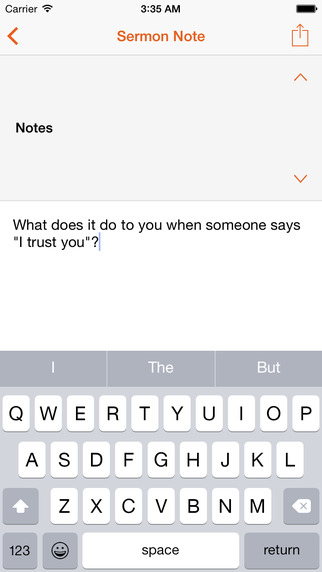 Carrier 3:35 AM
Sermon Note
Notes
What does it do to you when someone says
"I trust you"?
I The But
Q W E R T Y U I O P
A S D F G H J K L
Z X C V B N M
123 space return